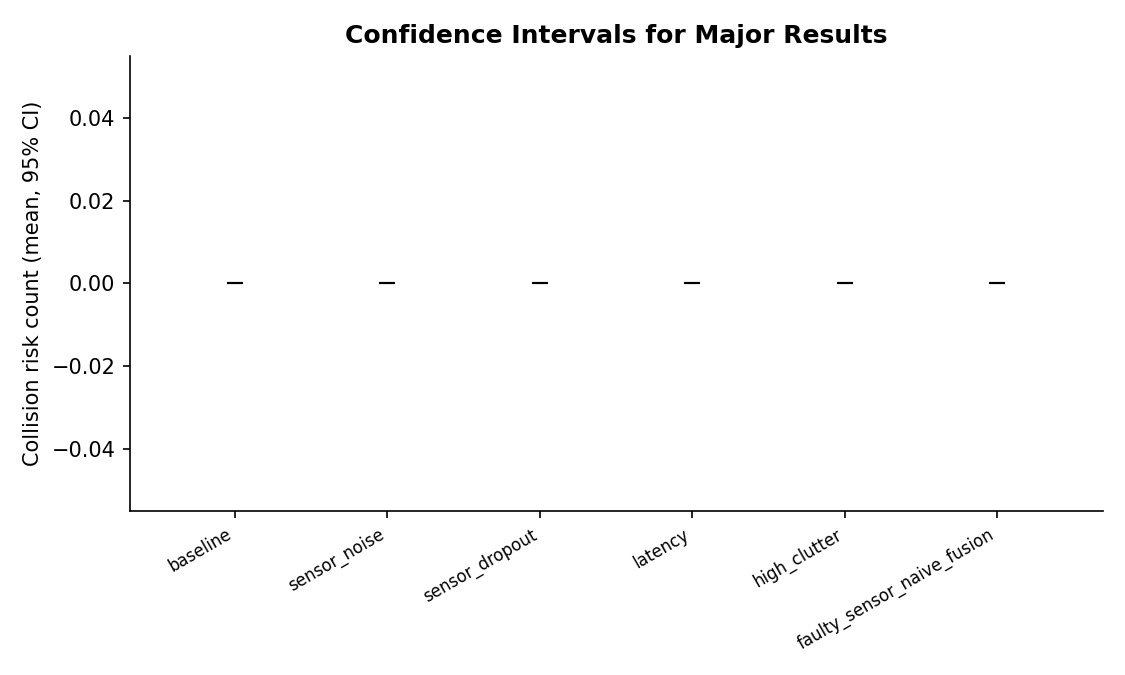 Confidence Intervals for Major Results
Collision risk count (mean, 95% CI)
0.04
0.02
0.00
−0.02
−0.04
baseline
sensor_noise
sensor_dropout
latency
high_clutter
faulty_sensor_naive_fusion